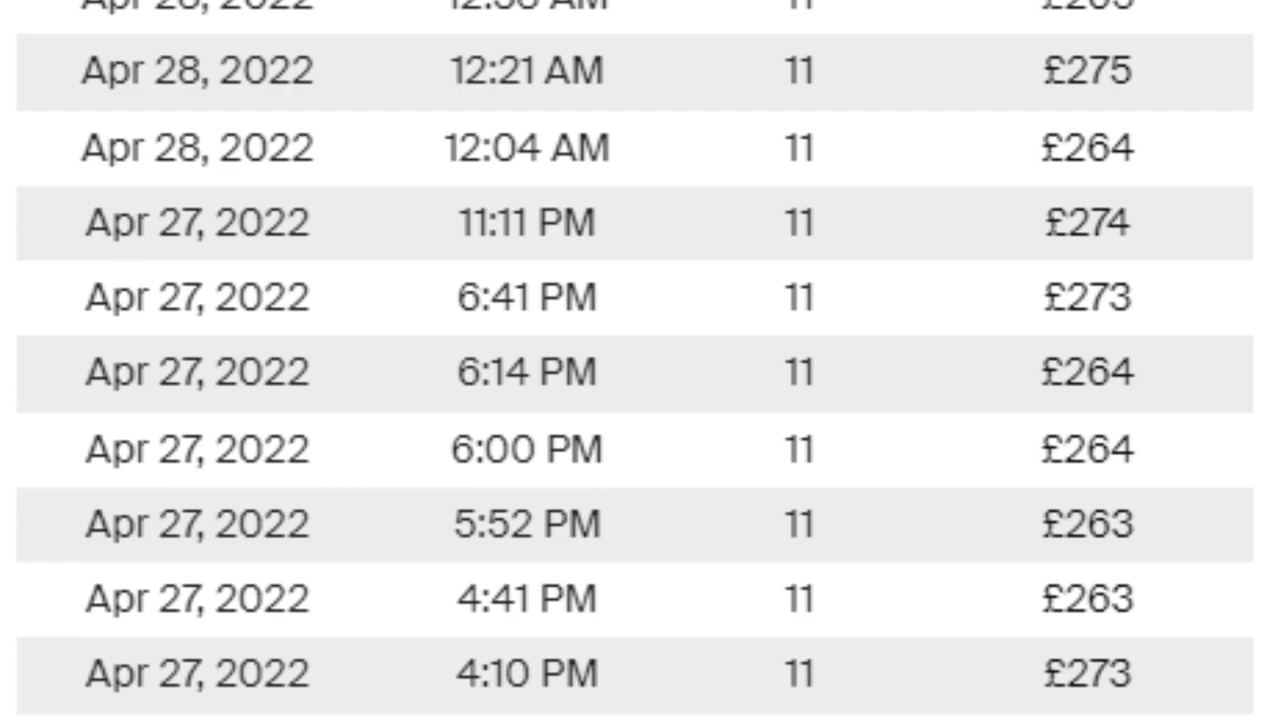 Apr 28, 2022 12:21 AM 11 £275
Apr 28, 2022 12:04 AM 11 £264
Apr 27, 2022 11:11 PM 11 £274
Apr 27, 2022 6:41 PM 11 £273
Apr 27, 2022 6:14 PM 11 £264
Apr 27, 2022 6:00 PM 11 £264
Apr 27, 2022 5:52 PM 11 £263
Apr 27, 2022 4:41 PM 11 £263
Apr 27, 2022 4:10 PM 11 £273